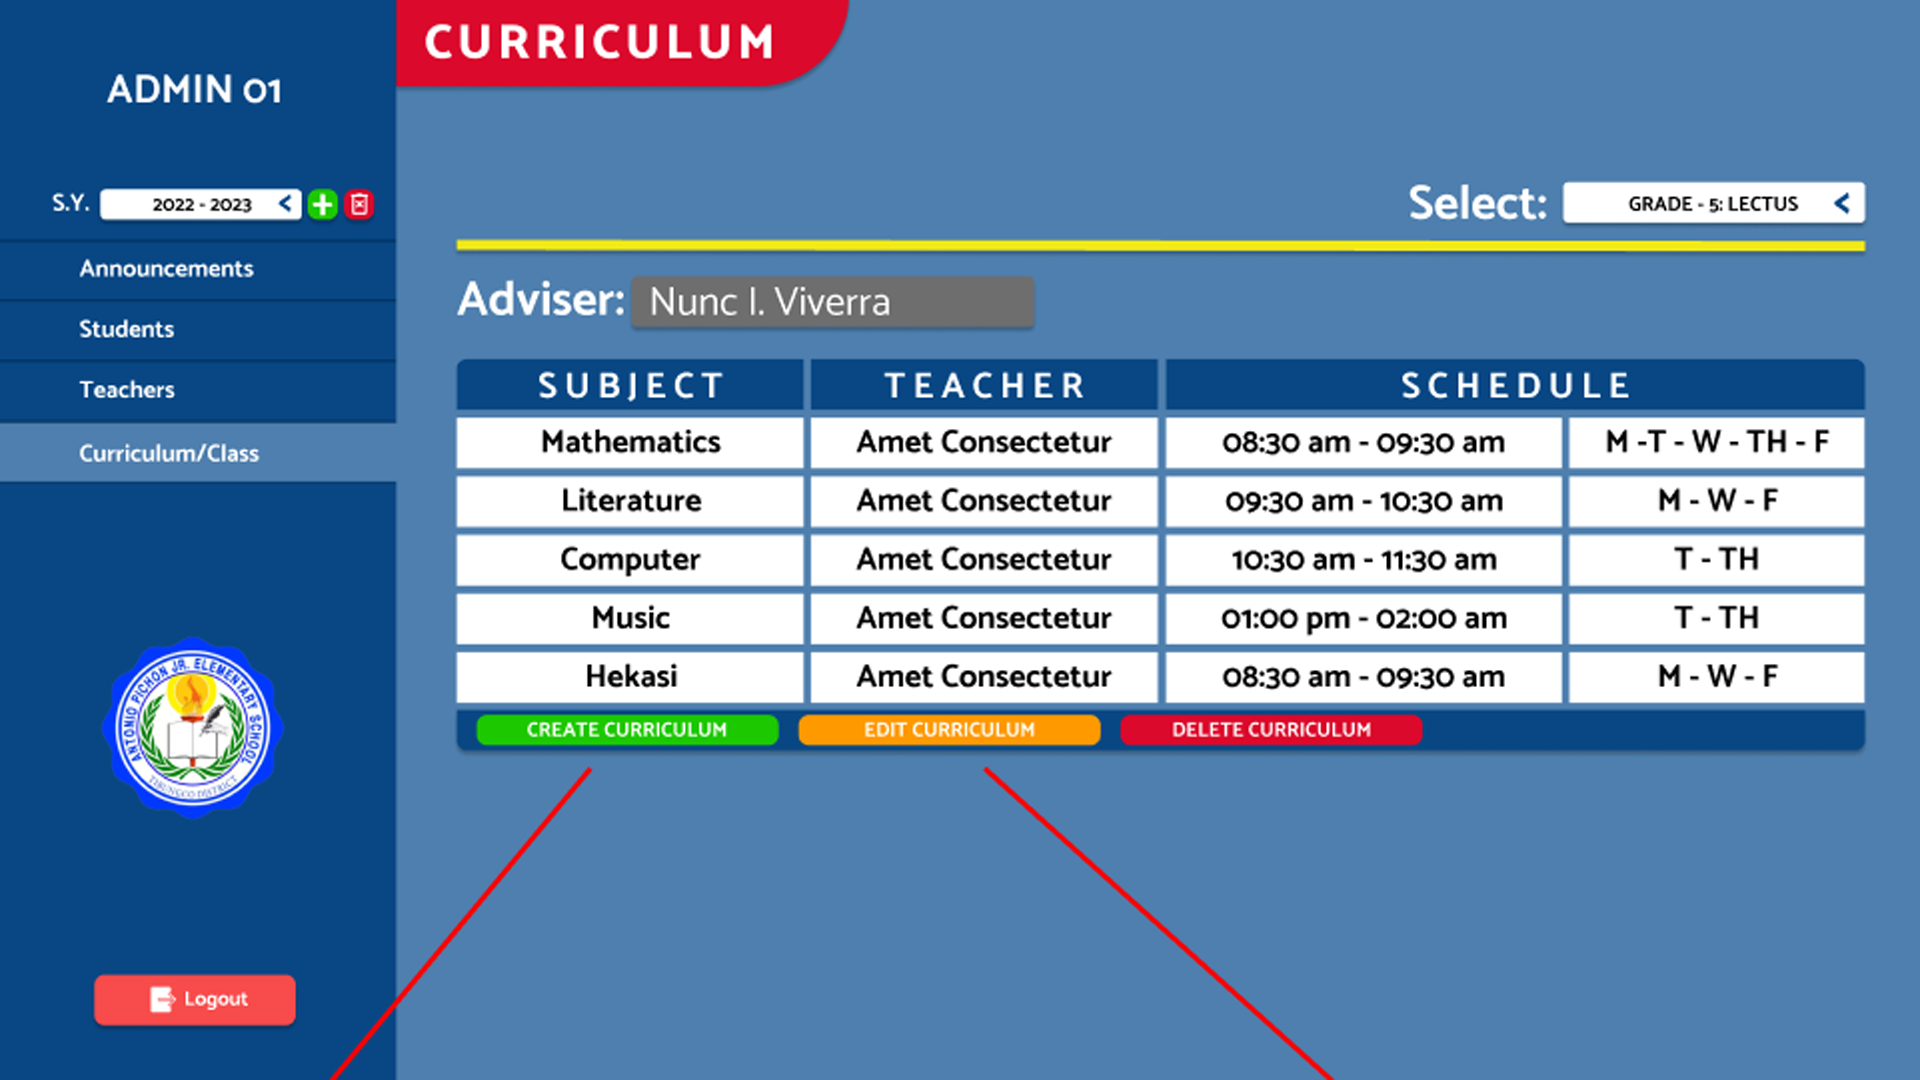 CURRICULUM
ADMIN 01
S.Y. 2022 - 2023
Announcements
Students
Teachers
Curriculum/Class
ANTONIO PICHON JR. ELEMENTARY SCHOOL
TIBUNGCO DISTRICT
Logout
Select: GRADE - 5: LECTUS
Adviser: Nunc I. Viverra
SUBJECT TEACHER SCHEDULE
Mathematics Amet Consectetur 08:30 am - 09:30 am M -T - W - TH - F
Literature Amet Consectetur 09:30 am - 10:30 am M - W - F
Computer Amet Consectetur 10:30 am - 11:30 am T - TH
Music Amet Consectetur 01:00 pm - 02:00 am T - TH
Hekasi Amet Consectetur 08:30 am - 09:30 am M - W - F
CREATE CURRICULUM EDIT CURRICULUM DELETE CURRICULUM